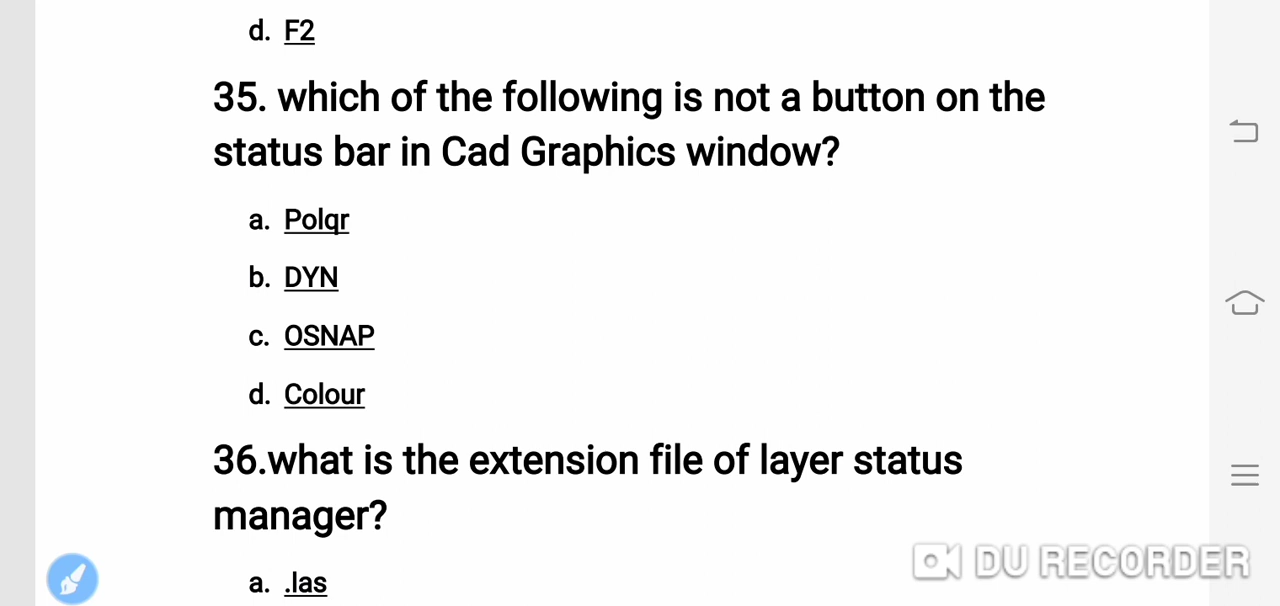 d. F2
35. which of the following is not a button on the
status bar in Cad Graphics window?
a. Polqr
b. DYN
c. OSNAP
d. Colour
36.what is the extension file of layer status
manager?
DU RECORDER
a. .las